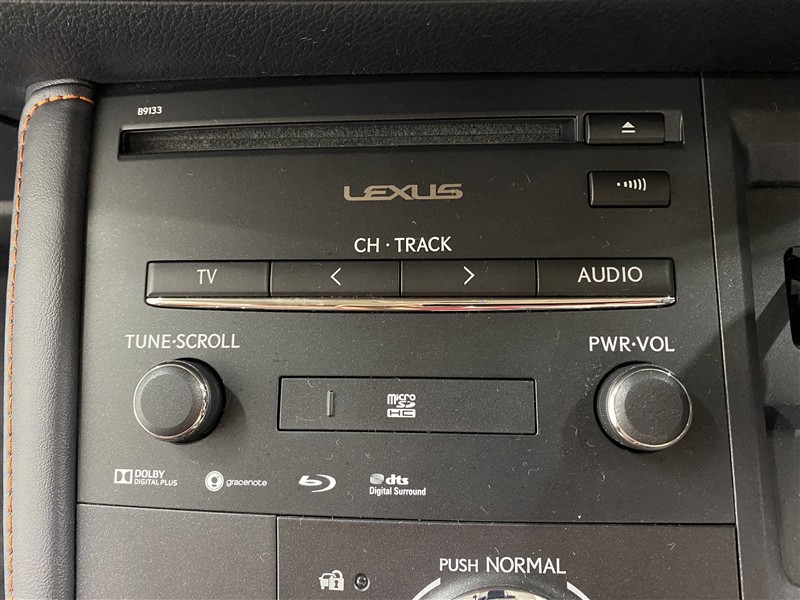 B9133
LEXUS
CH · TRACK
TV < > AUDIO
TUNE·SCROLL
PWR·VOL
micro
SD
HC
DOLBY
DIGITAL PLUS
gracenote
dts
Digital Surround
PUSH NORMAL